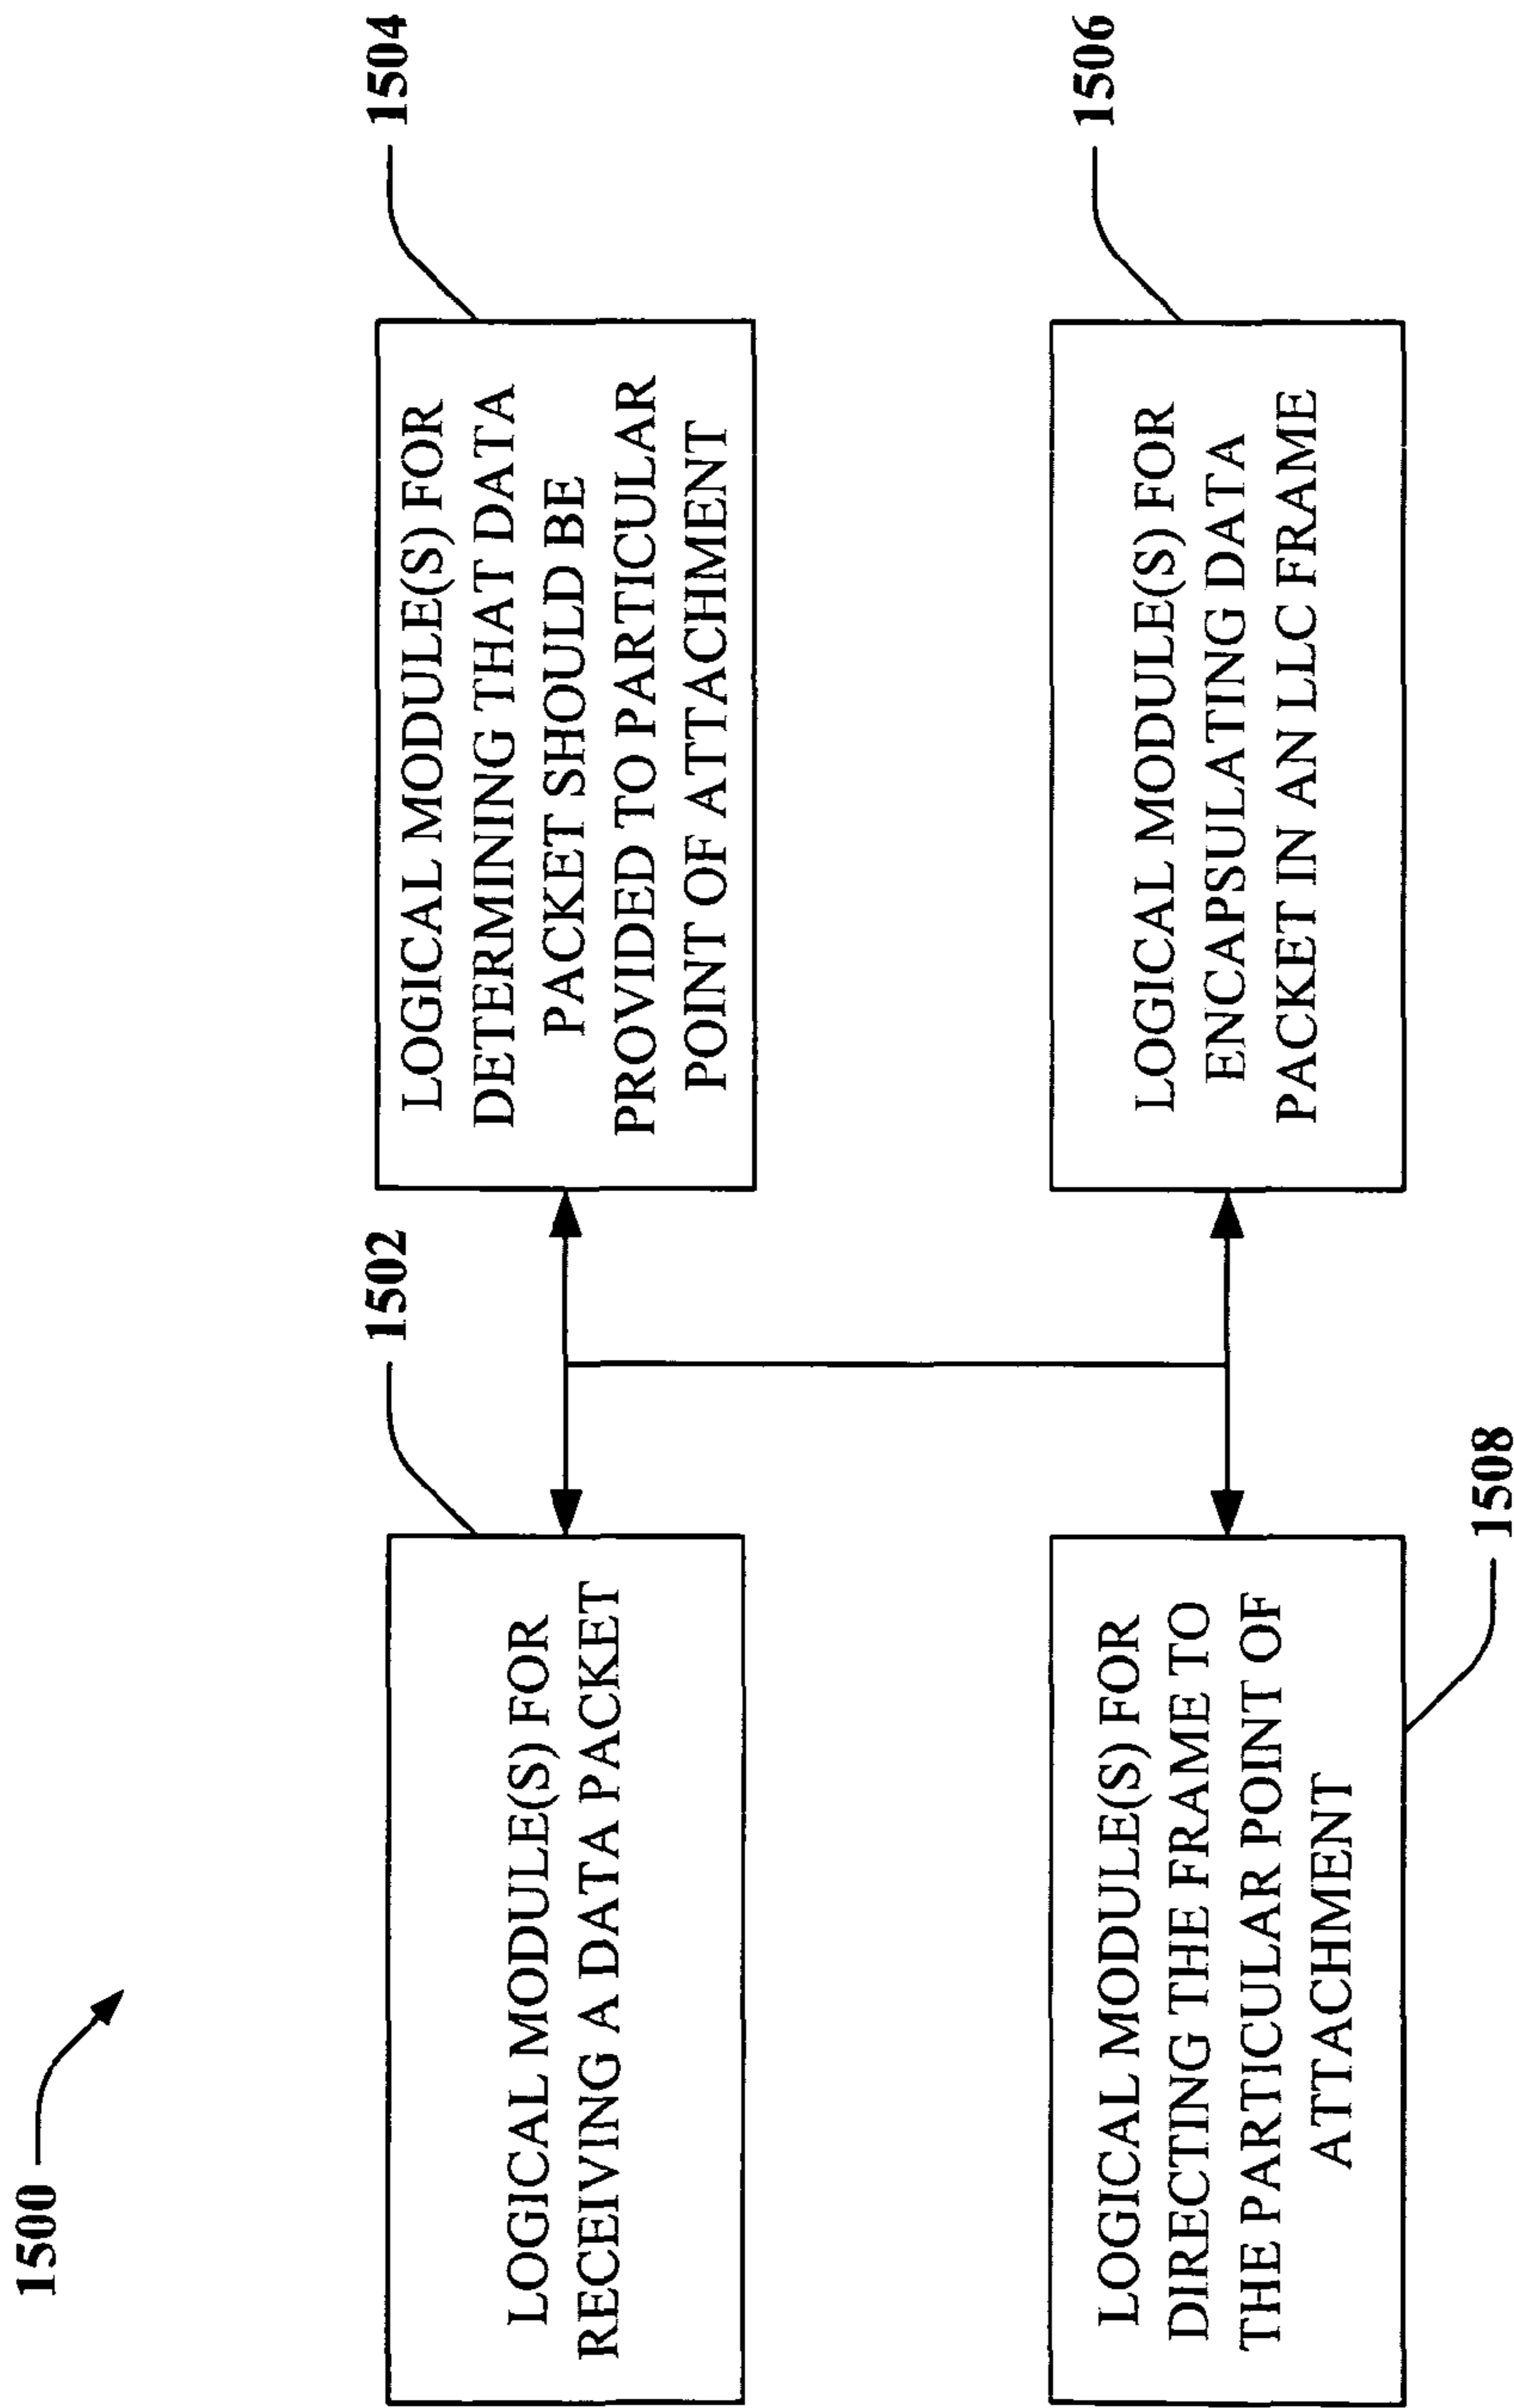 1500
1502
LOGICAL MODULE(S) FOR
RECEIVING A DATA PACKET
1504
LOGICAL MODULE(S) FOR
DETERMINING THAT DATA
PACKET SHOULD BE
PROVIDED TO PARTICULAR
POINT OF ATTACHMENT
LOGICAL MODULE(S) FOR
DIRECTING THE FRAME TO
THE PARTICULAR POINT OF
ATTACHMENT
1508
1506
LOGICAL MODULE(S) FOR
ENCAPSULATING DATA
PACKET IN AN LLC FRAME